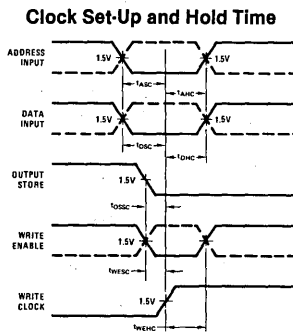 Clock Set-Up and Hold Time
ADDRESS
INPUT
1.5V
1.5V
tASC
tAHC
DATA
INPUT
1.5V
1.5V
tDSC
tDHC
OUTPUT
STORE
1.5V
tOSSC
WRITE
ENABLE
1.5V
tWESC
WRITE
CLOCK
1.5V
tWEHC